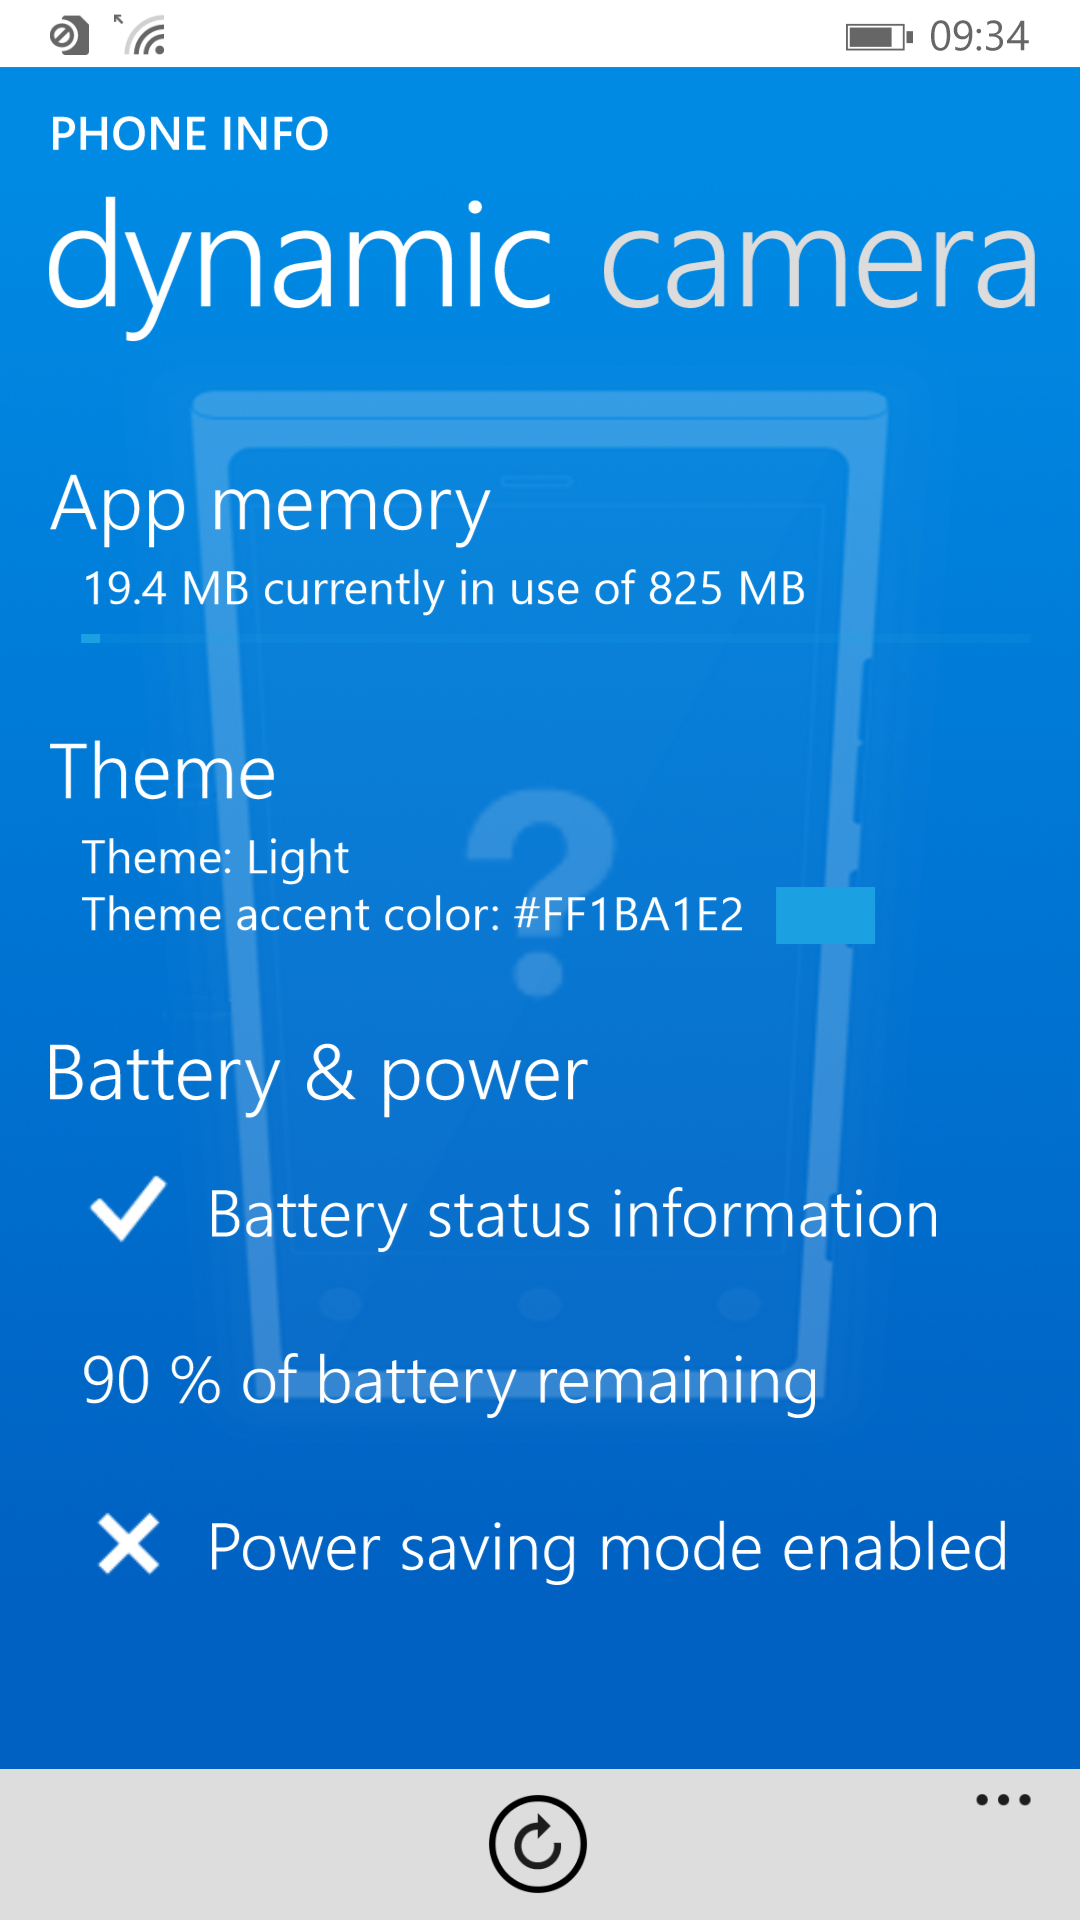 09:34
PHONE INFO
dynamic camera
App memory
19.4 MB currently in use of 825 MB
Theme
Theme: Light
Theme accent color: #FF1BA1E2
?
Battery & power
Battery status information
90 % of battery remaining
Power saving mode enabled